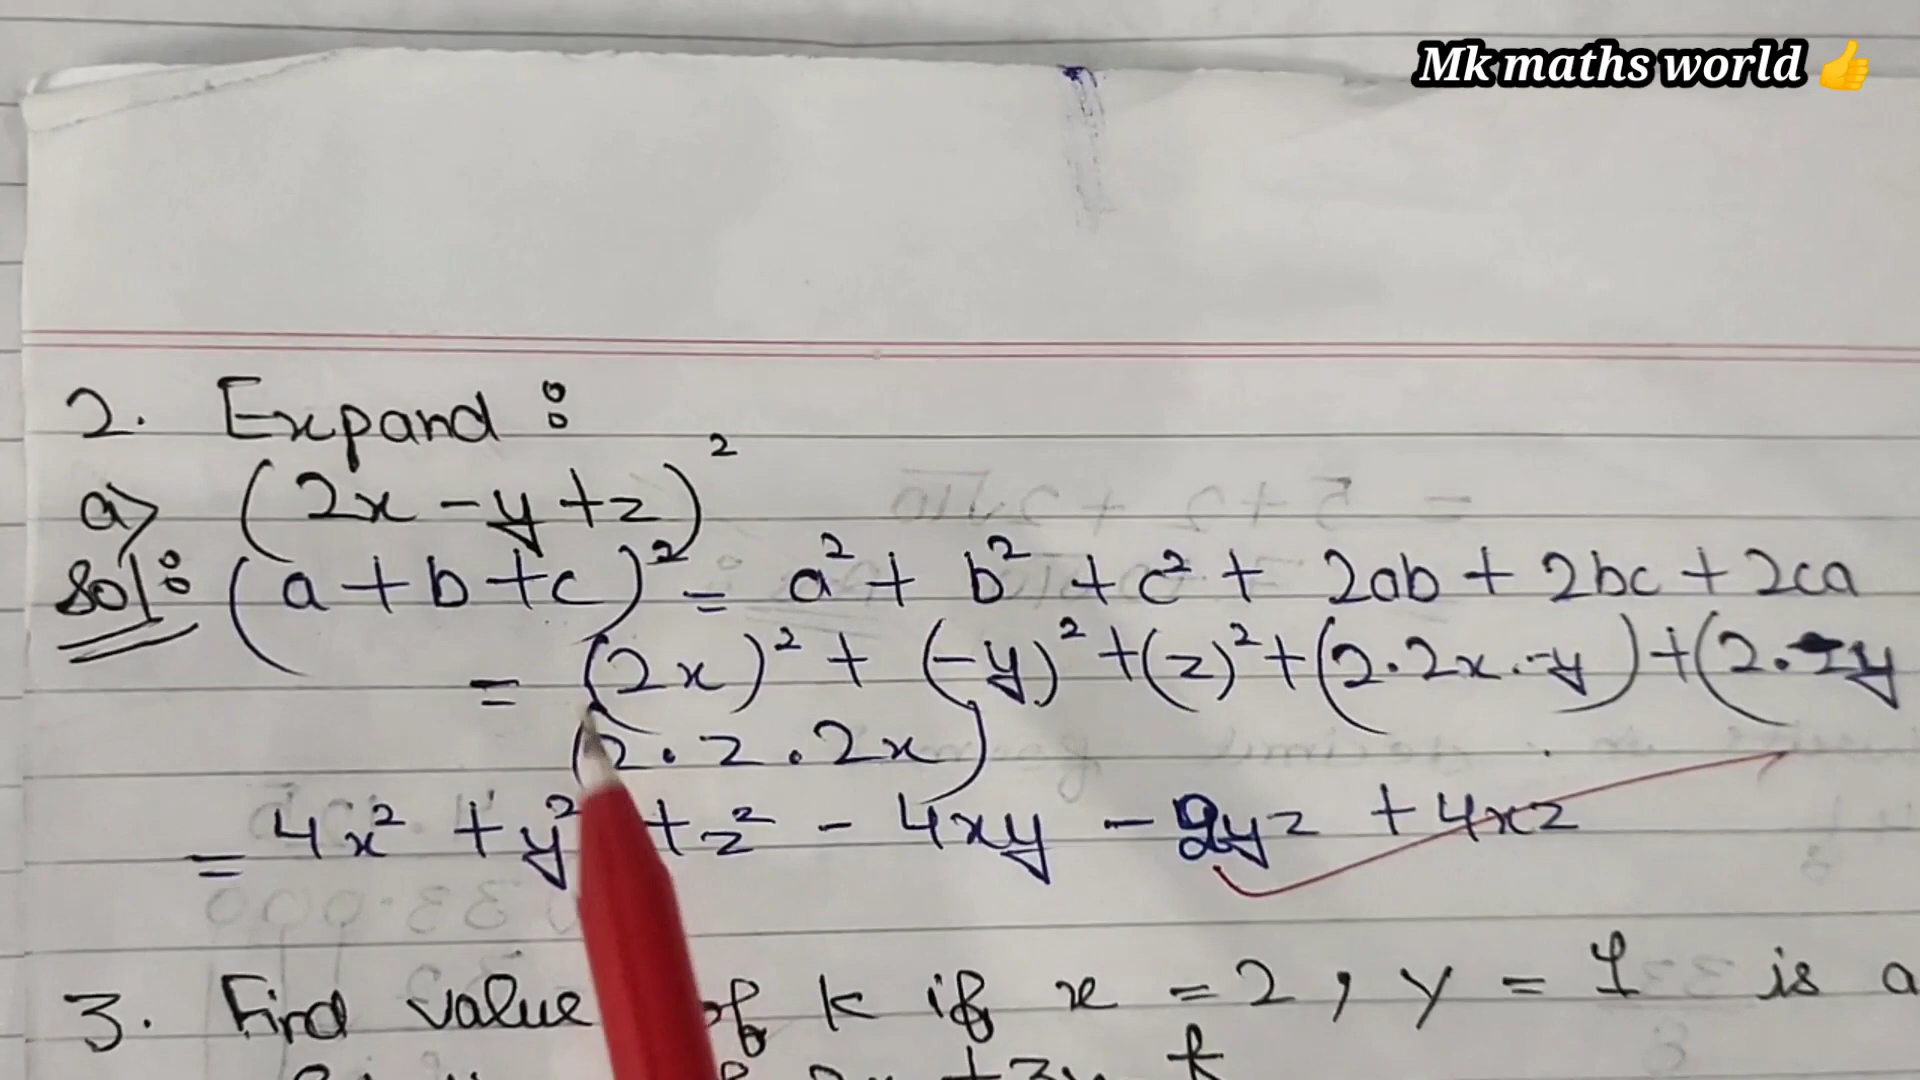 Mk maths world 👍
2. Expand :
a) (2x - y + z)²
Sol: (a + b + c)² = a² + b² + c² + 2ab + 2bc + 2ca
= (2x)² + (-y)² + (z)² + (2·2x·-y) + (2·-y
(2·z·2x)
= 4x² + y² + z² - 4xy - 2yz + 4xz
3. Find value of k if x = 2, y = 1 is a